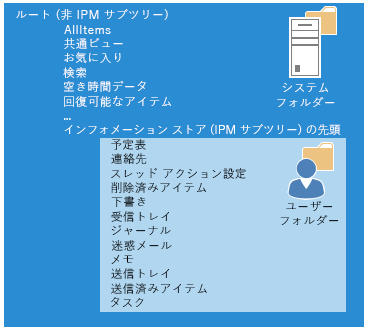 ルート (非 IPM サブツリー)
AllItems
共通ビュー
お気に入り
検索
空き時間データ
回復可能なアイテム
...
インフォメーション ストア (IPM サブツリー) の先頭
システム
フォルダー
予定表
連絡先
スレッド アクション設定
削除済みアイテム
下書き
受信トレイ
ジャーナル
迷惑メール
メモ
送信トレイ
送信済みアイテム
タスク
ユーザー
フォルダー